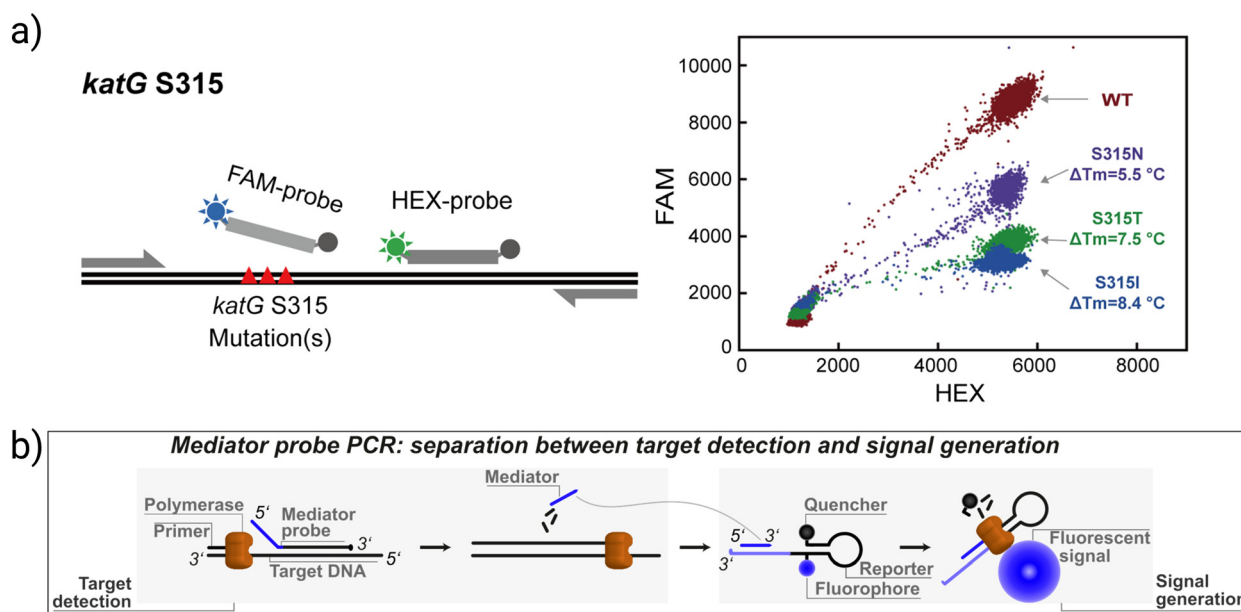 a)
katG S315
FAM-probe
HEX-probe
katG S315
Mutation(s)
FAM
10000
8000
6000
4000
2000
0
0
2000
4000
6000
8000
HEX
WT
S315N
ΔTm=5.5 °C
S315T
ΔTm=7.5 °C
S315I
ΔTm=8.4 °C
b)
Mediator probe PCR: separation between target detection and signal generation
Polymerase
Primer
5‘
Mediator
probe
3‘
3‘
5‘
Target DNA
Target
detection
Mediator
Quencher
5‘
3‘
3‘
Reporter
Fluorophore
Fluorescent
signal
Signal
generation